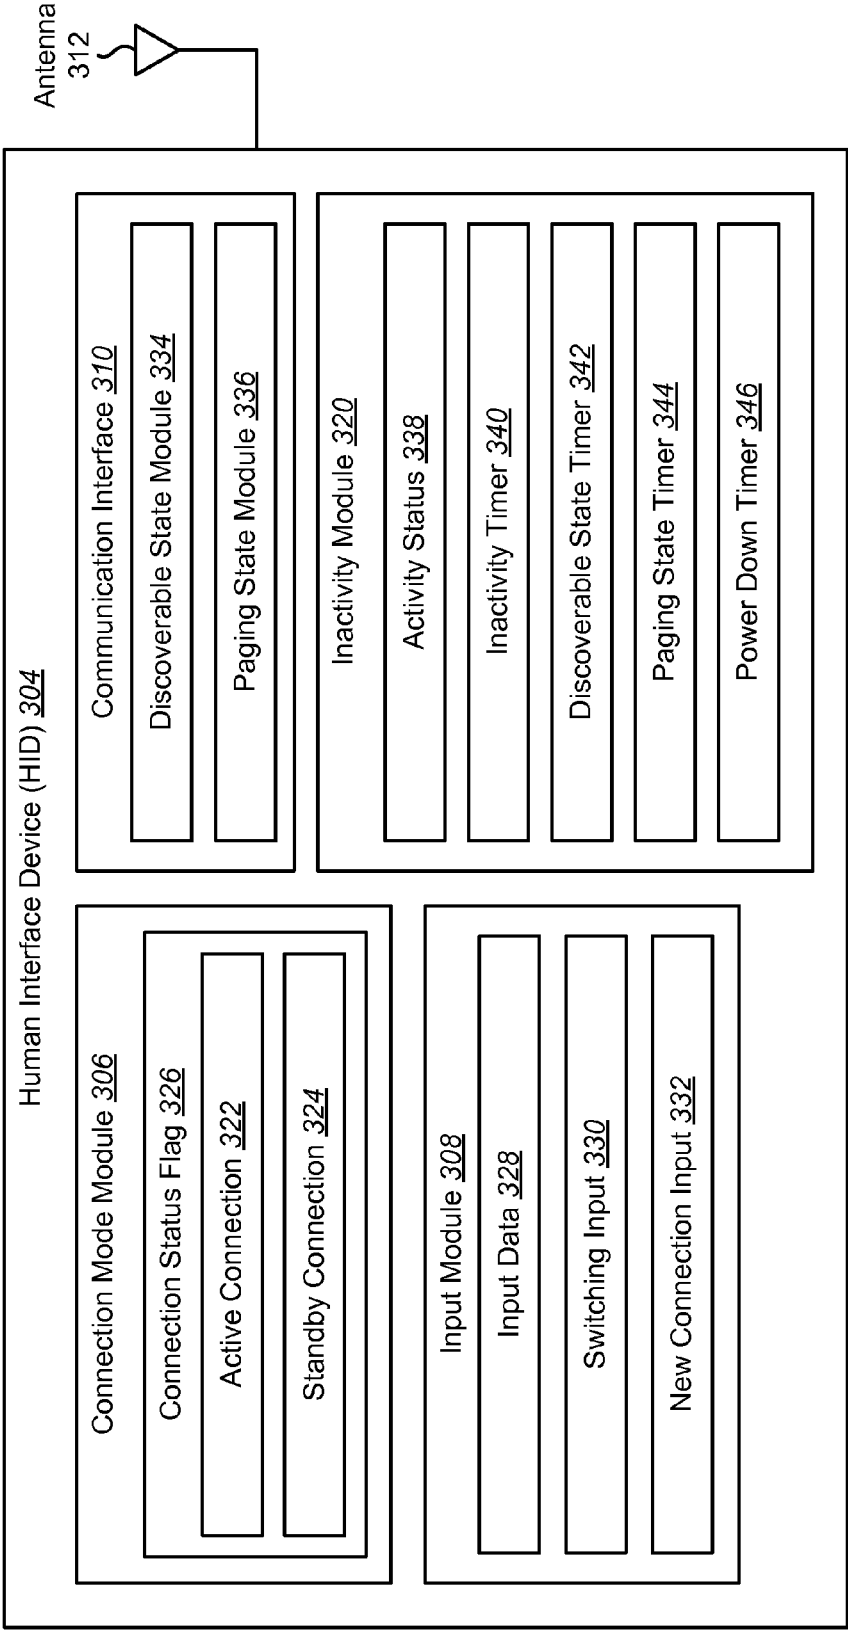 Human Interface Device (HID) 304
Connection Mode Module 306
Connection Status Flag 326
Active Connection 322
Standby Connection 324
Input Module 308
Input Data 328
Switching Input 330
New Connection Input 332
Communication Interface 310
Discoverable State Module 334
Paging State Module 336
Inactivity Module 320
Activity Status 338
Inactivity Timer 340
Discoverable State Timer 342
Paging State Timer 344
Power Down Timer 346
Antenna
312